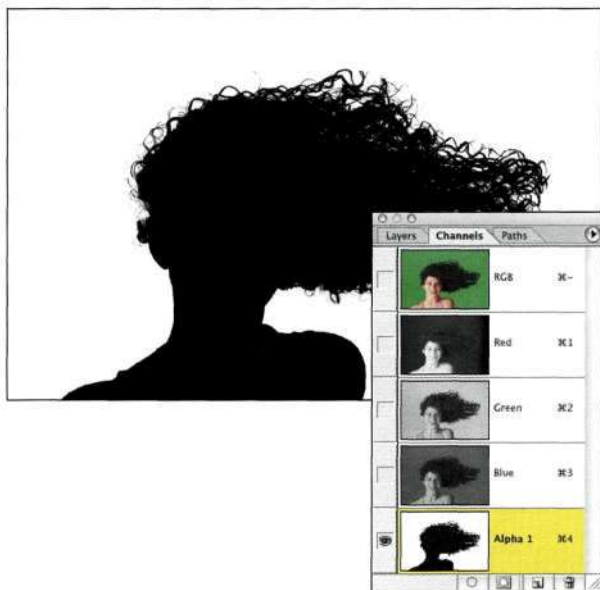 Layers Channels Paths
RGB ⌘~
Red ⌘1
Green ⌘2
Blue ⌘3
Alpha 1 ⌘4